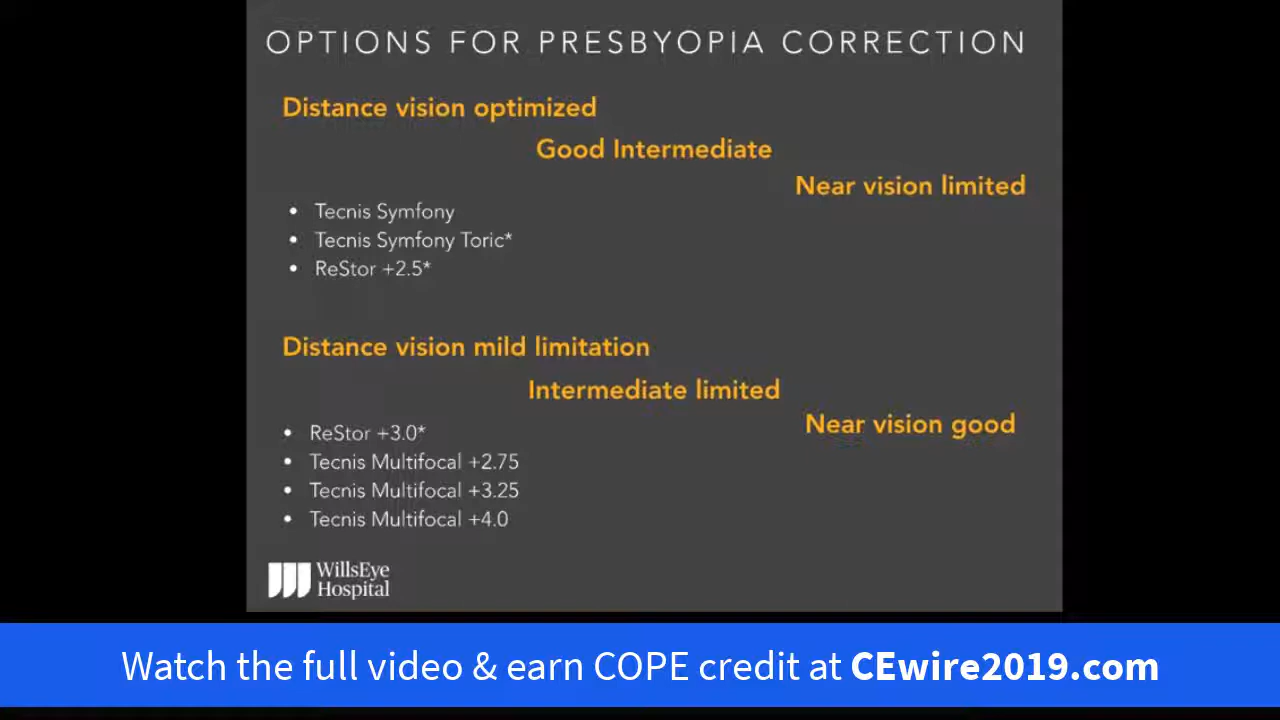 OPTIONS FOR PRESBYOPIA CORRECTION
Distance vision optimized
Good Intermediate
Near vision limited
• Tecnis Symfony
• Tecnis Symfony Toric*
• ReStor +2.5*
Distance vision mild limitation
Intermediate limited
Near vision good
• ReStor +3.0*
• Tecnis Multifocal +2.75
• Tecnis Multifocal +3.25
• Tecnis Multifocal +4.0
WillsEye
Hospital
Watch the full video & earn COPE credit at CEwire2019.com